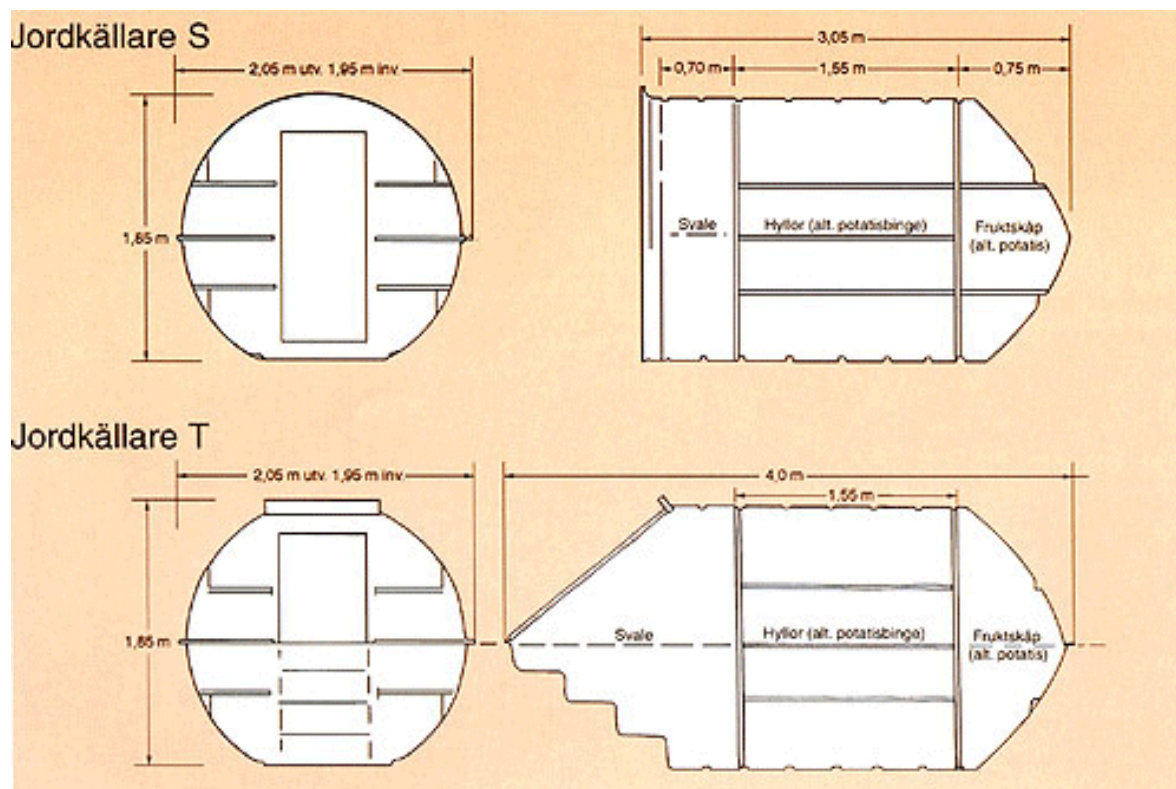 Jordkällare S
2,05 m utv. 1,95 m inv.
1,85 m
3,05 m
0,70 m
1,55 m
0,75 m
Svale
Hyllor (alt. potatisbinge)
Fruktskåp
(alt. potatis)
Jordkällare T
2,05 m utv. 1,95 m inv.
1,85 m
4,0 m
1,55 m
Svale
Hyllor (alt. potatisbinge)
Fruktskåp
(alt. potatis)